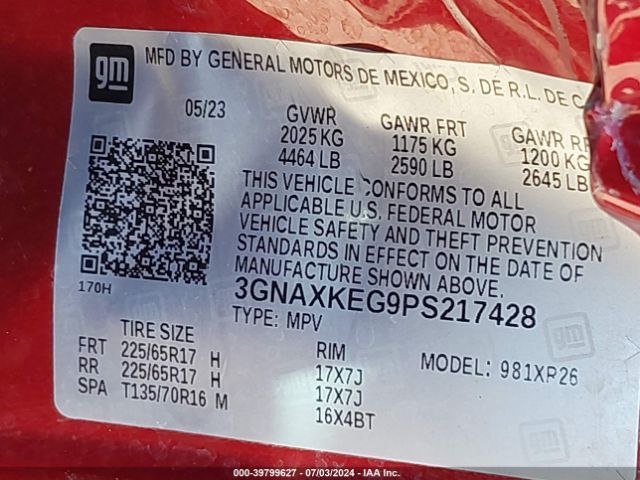 gm
MFD BY GENERAL MOTORS DE MEXICO, S. DE R.L. DE C
05/23
GVWR GAWR FRT GAWR RR
2025 KG 1175 KG 1200 KG
4464 LB 2590 LB 2645 LB
THIS VEHICLE CONFORMS TO ALL
APPLICABLE U.S. FEDERAL MOTOR
VEHICLE SAFETY AND THEFT PREVENTION
STANDARDS IN EFFECT ON THE DATE OF
MANUFACTURE SHOWN ABOVE.
170H
3GNAXKEG9PS217428
TYPE: MPV
TIRE SIZE RIM MODEL: 981XP26
FRT 225/65R17 H 17X7J
RR 225/65R17 H 17X7J
SPA T135/70R16 M 16X4BT
000-39799627 - 07/03/2024 - IAA Inc.